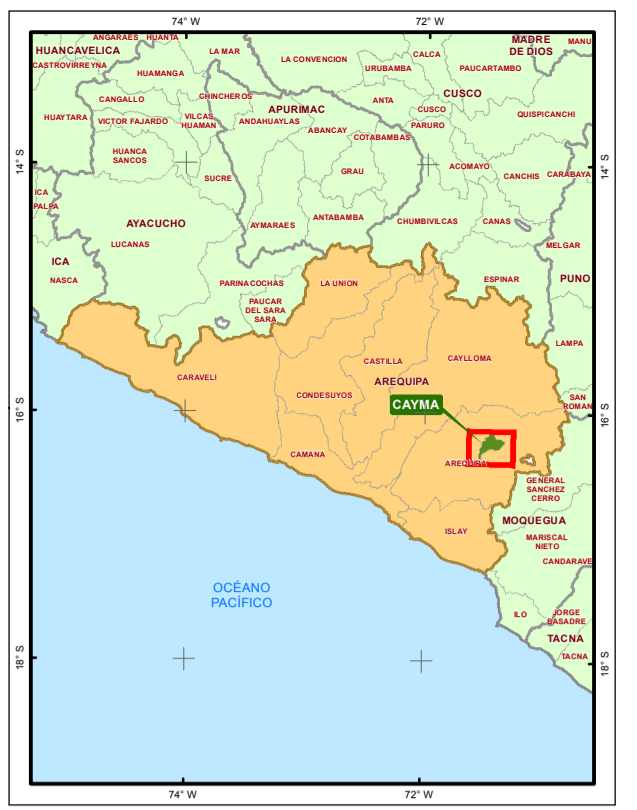 74° W
72° W
ANGARAES
HUANTA
HUANCAVELICA
LA MAR
LA CONVENCION
CALCA
MADRE
DE DIOS
MANU
CASTROVIRREYNA
HUAMANGA
URUBAMBA
PAUCARTAMBO
CUSCO
CANGALLO
CHINCHEROS
ANTA
APURIMAC
CUSCO
QUISPICANCHI
HUAYTARA
VICTOR FAJARDO
VILCAS
HUAMAN
ANDAHUAYLAS
ABANCAY
COTABAMBAS
PARURO
HUANCA
SANCOS
14° S
14° S
GRAU
ACOMAYO
CANCHIS
CARABAYA
SUCRE
ICA
PALPA
AYACUCHO
AYMARAES
ANTABAMBA
CHUMBIVILCAS
CANAS
LUCANAS
MELGAR
ICA
NASCA
PARINACOCHAS
LA UNION
ESPINAR
PUNO
PAUCAR
DEL SARA
SARA
LAMPA
CASTILLA
CAYLLOMA
CARAVELI
AREQUIPA
CONDESUYOS
CAYMA
SAN
ROMAN
16° S
16° S
CAMANA
AREQUIPA
GENERAL
SANCHEZ
CERRO
MOQUEGUA
ISLAY
MARISCAL
NIETO
CANDARAVE
OCÉANO
PACÍFICO
ILO
JORGE
BASADRE
TACNA
TACNA
18° S
18° S
74° W
72° W